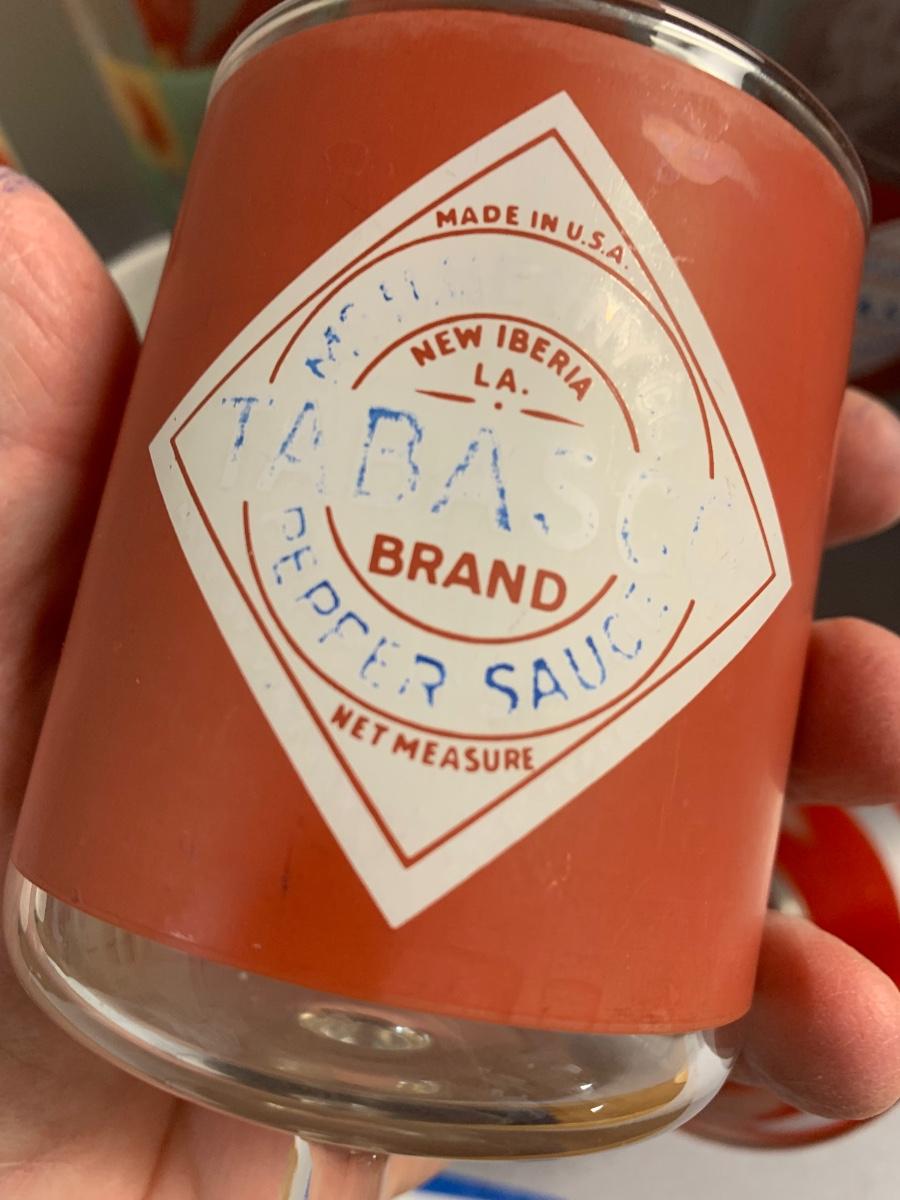 MADE IN U.S.A.
NEW IBERIA
LA.
TABASCO
BRAND
PEPPER SAUCE
NET MEASURE